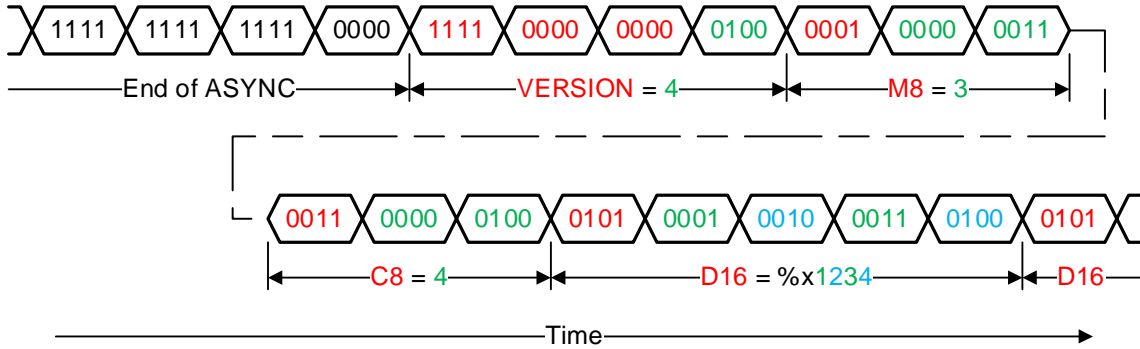 1111 1111 1111 0000 1111 0000 0000 0100 0001 0000 0011
End of ASYNC VERSION = 4 M8 = 3
0011 0000 0100 0101 0001 0010 0011 0100 0101
C8 = 4 D16 = %x1234 D16
Time